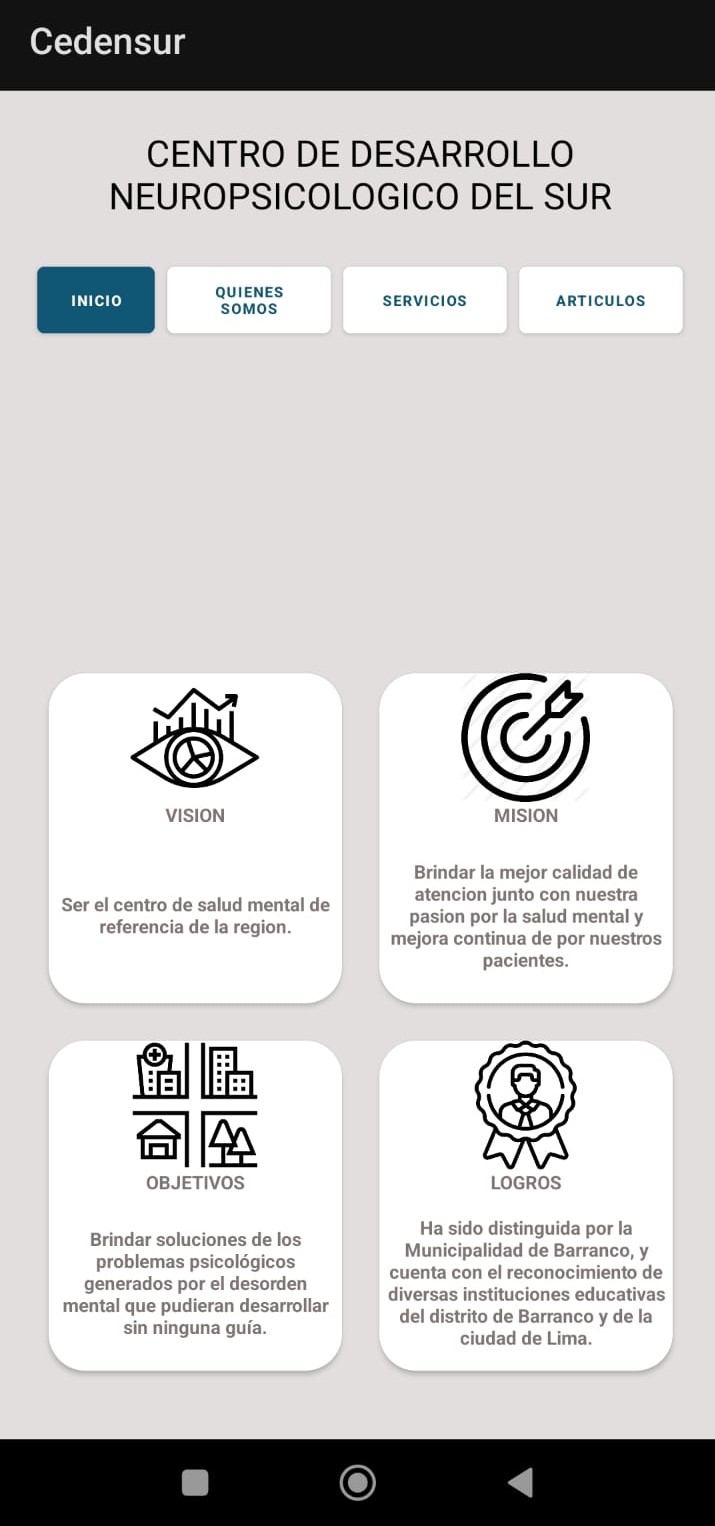 Cedensur
CENTRO DE DESARROLLO
NEUROPSICOLOGICO DEL SUR
INICIO
QUIENES
SOMOS
SERVICIOS
ARTICULOS
VISION
Ser el centro de salud mental de
referencia de la region.
MISION
Brindar la mejor calidad de
atencion junto con nuestra
pasion por la salud mental y
mejora continua de por nuestros
pacientes.
OBJETIVOS
Brindar soluciones de los
problemas psicológicos
generados por el desorden
mental que pudieran desarrollar
sin ninguna guía.
LOGROS
Ha sido distinguida por la
Municipalidad de Barranco, y
cuenta con el reconocimiento de
diversas instituciones educativas
del distrito de Barranco y de la
ciudad de Lima.